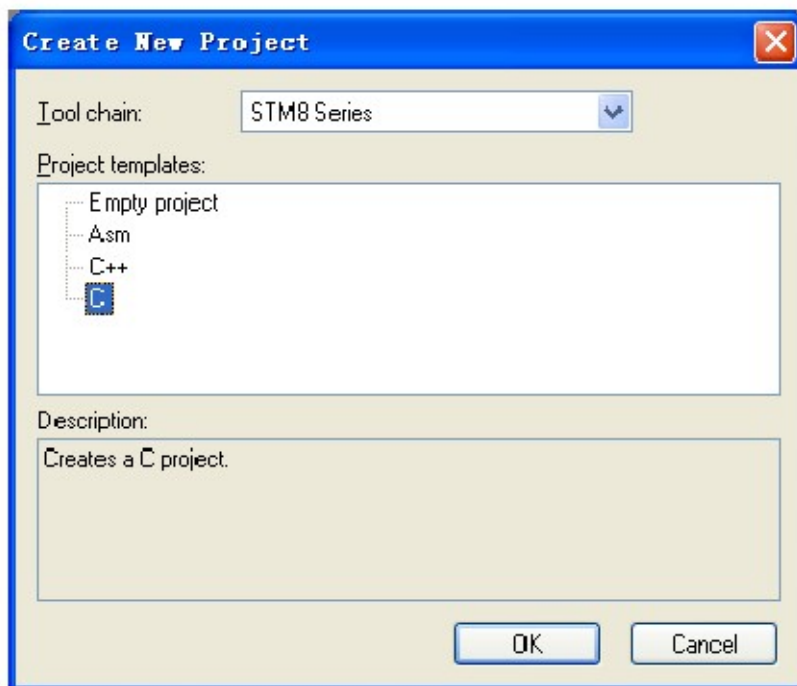 Create New Project
Tool chain: STM8 Series
Project templates:
Empty project
Asm
C++
C
Description:
Creates a C project.
OK Cancel